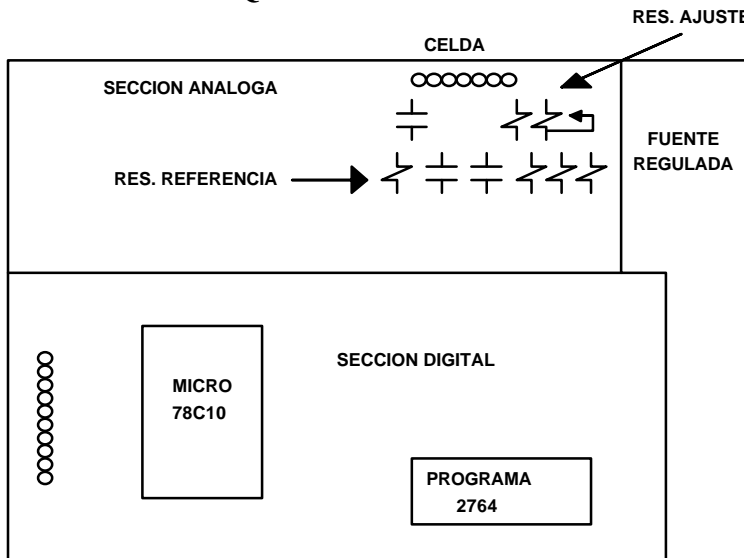 RES. AJUSTE
CELDA
SECCION ANALOGA
FUENTE
REGULADA
RES. REFERENCIA
SECCION DIGITAL
MICRO
78C10
PROGRAMA
2764